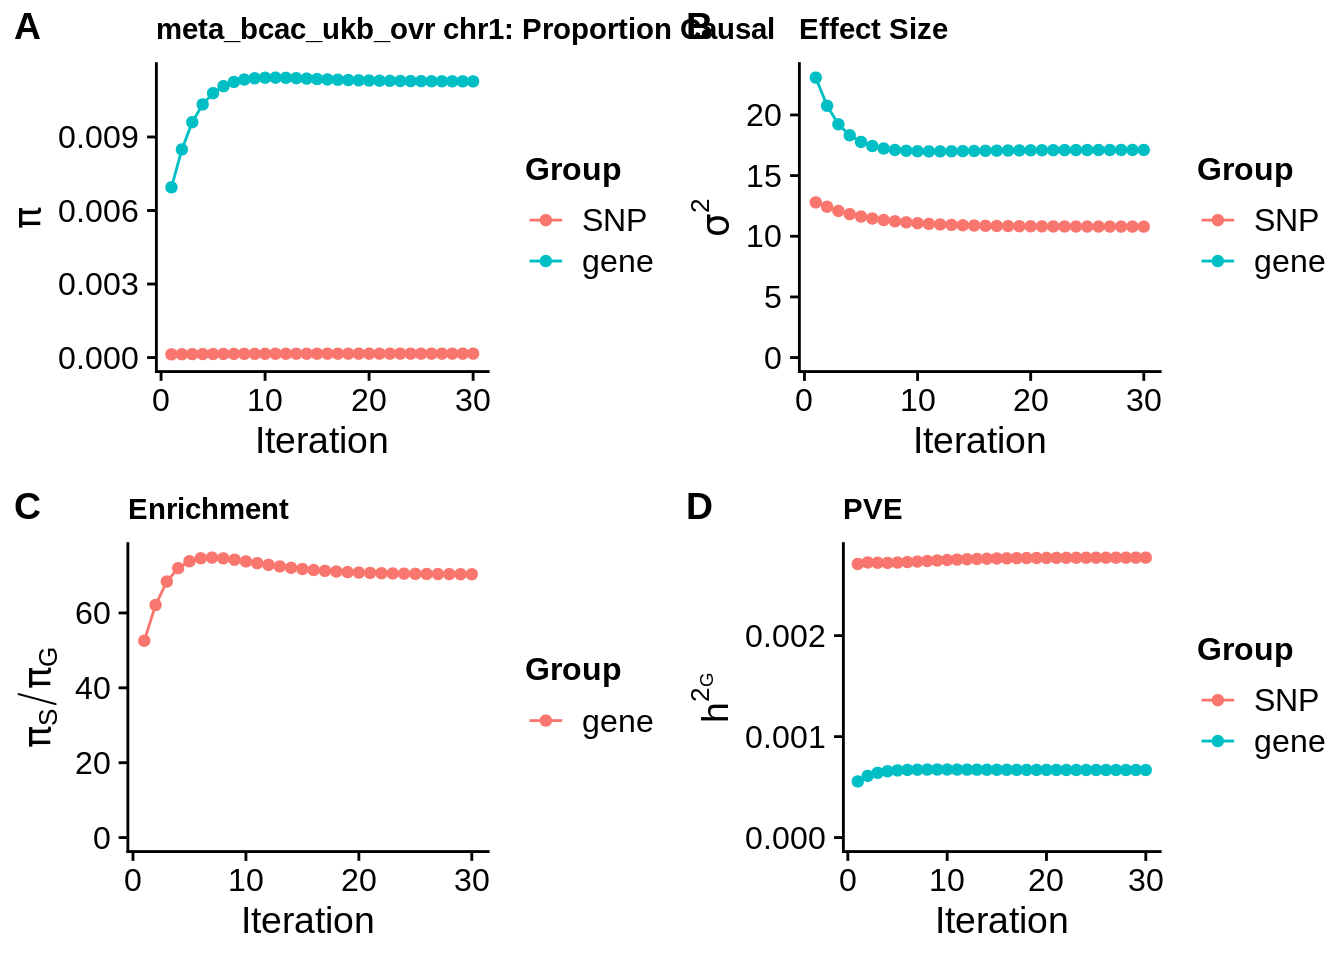 A
meta_bcac_ukb_ovr chr1: Proportion Causal
π
0.009
0.006
0.003
0.000
0 10 20 30
Iteration
Group
SNP
gene
B
Effect Size
σ²
20
15
10
5
0
0 10 20 30
Iteration
Group
SNP
gene
C
Enrichment
πS/πG
60
40
20
0
0 10 20 30
Iteration
Group
gene
D
PVE
h²G
0.002
0.001
0.000
0 10 20 30
Iteration
Group
SNP
gene